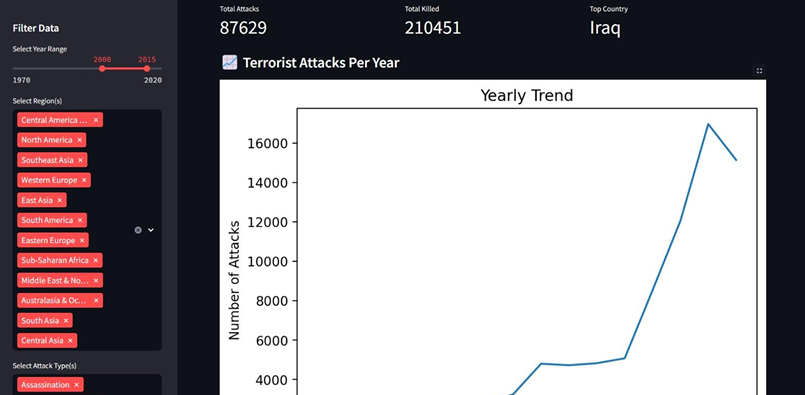 Filter Data
Select Year Range
2000 2015
1970 2020
Select Region(s)
Central America ... ×
North America ×
Southeast Asia ×
Western Europe ×
East Asia ×
South America ×
Eastern Europe ×
Sub-Saharan Africa ×
Middle East & No... ×
Australasia & Oc... ×
South Asia ×
Central Asia ×
Select Attack Type(s)
Assassination ×
Total Attacks Total Killed Top Country
87629 210451 Iraq
📈 Terrorist Attacks Per Year
Yearly Trend
Number of Attacks
16000
14000
12000
10000
8000
6000
4000